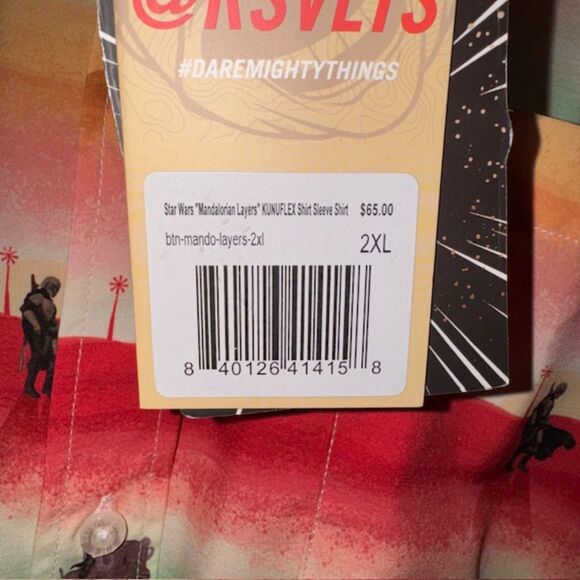 @RSVLTS
#DAREMIGHTYTHINGS
Star Wars "Mandalorian Layers" KUNUFLEX Shirt Sleeve Shirt $65.00
btn-mando-layers-2xl 2XL
8 40126 41415 8